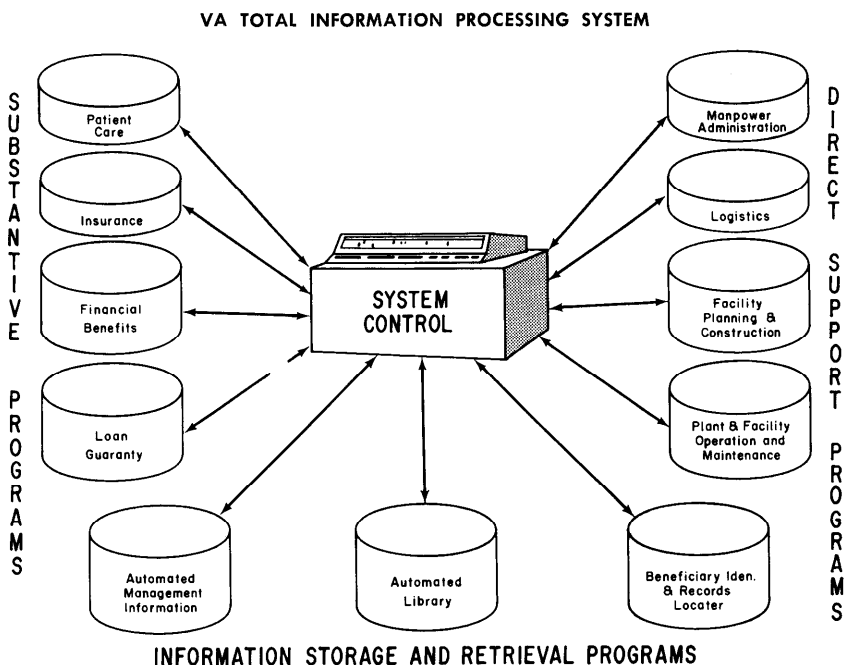 VA TOTAL INFORMATION PROCESSING SYSTEM
SUBSTANTIVE PROGRAMS
Patient
Care
Insurance
Financial
Benefits
Loan
Guaranty
SYSTEM
CONTROL
DIRECT SUPPORT PROGRAMS
Manpower
Administration
Logistics
Facility
Planning &
Construction
Plant & Facility
Operation and
Maintenance
Automated
Management
Information
Automated
Library
Beneficiary Iden.
& Records
Locater
INFORMATION STORAGE AND RETRIEVAL PROGRAMS